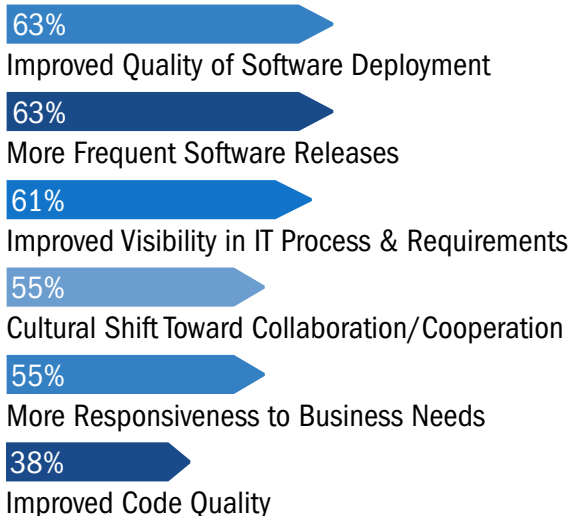 63%
Improved Quality of Software Deployment
63%
More Frequent Software Releases
61%
Improved Visibility in IT Process & Requirements
55%
Cultural Shift Toward Collaboration/Cooperation
55%
More Responsiveness to Business Needs
38%
Improved Code Quality